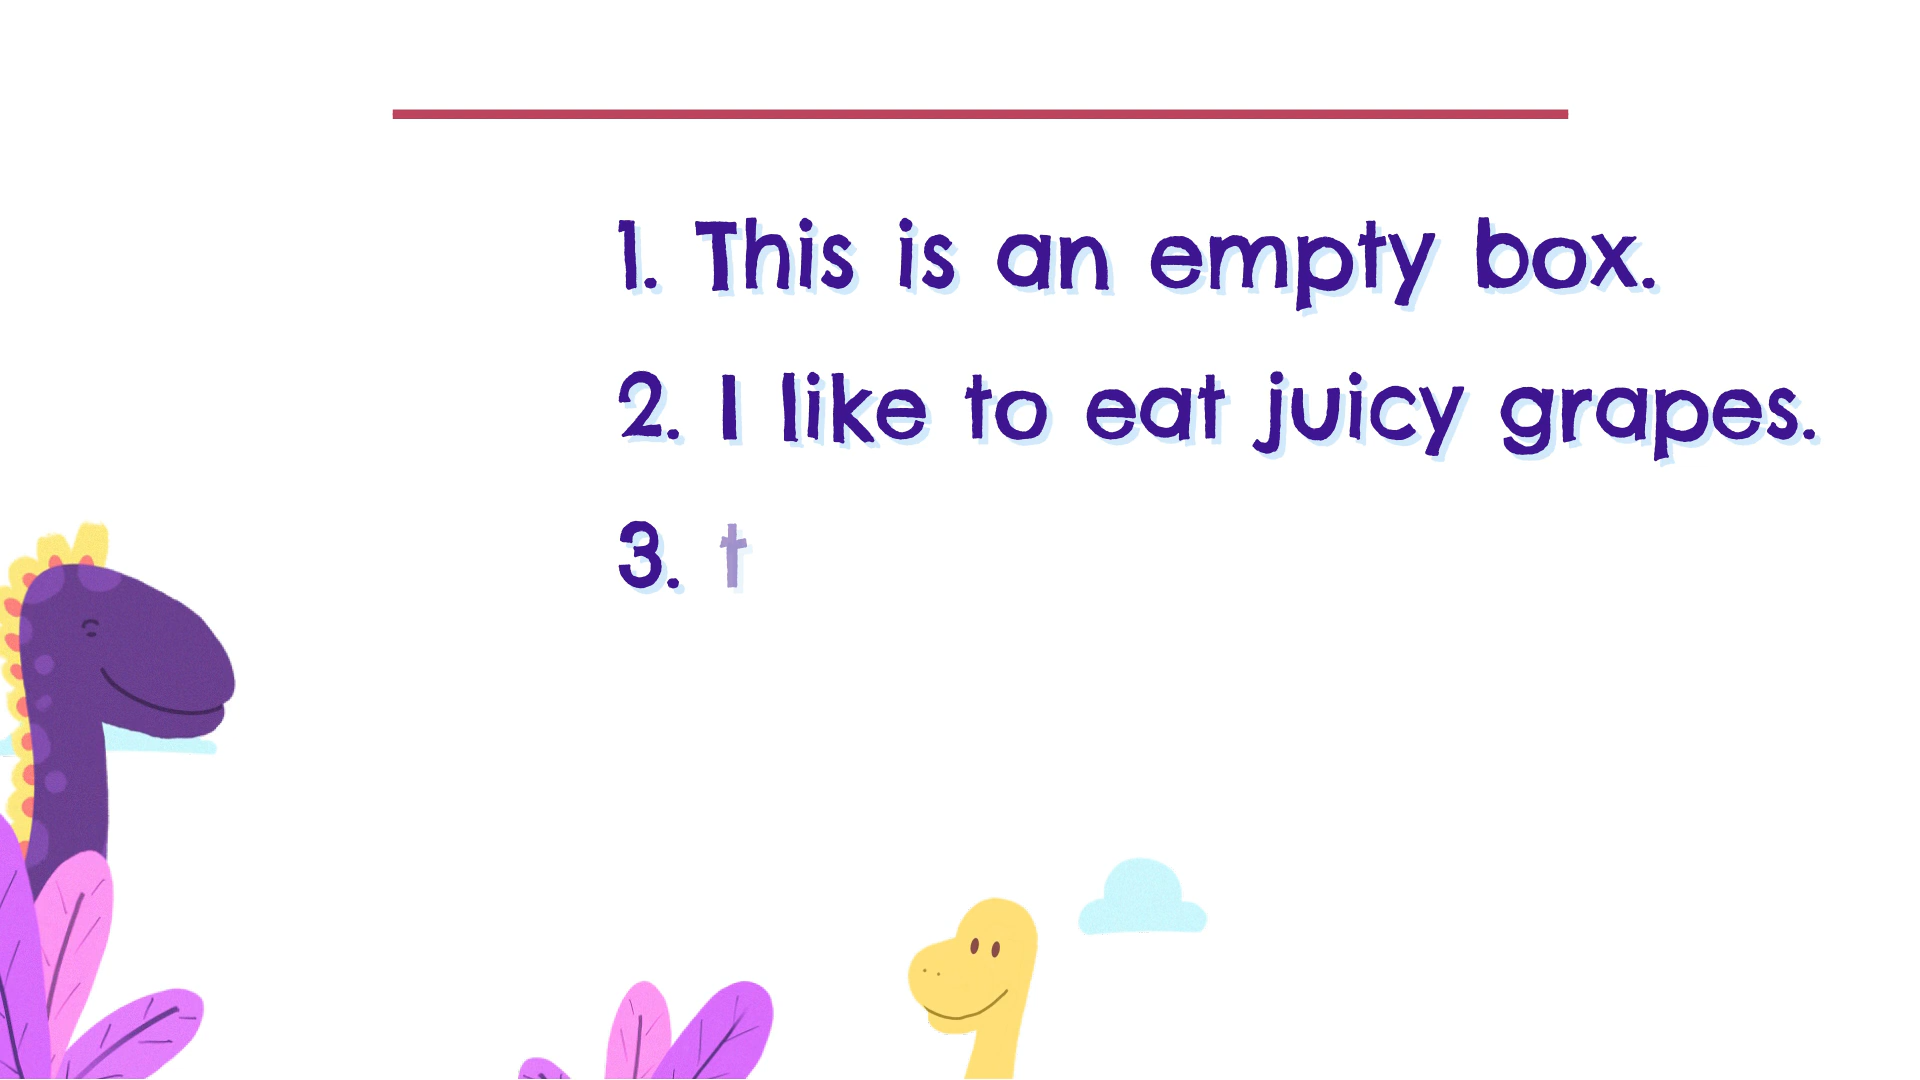 1. This is an empty box.
2. I like to eat juicy grapes.
3. t